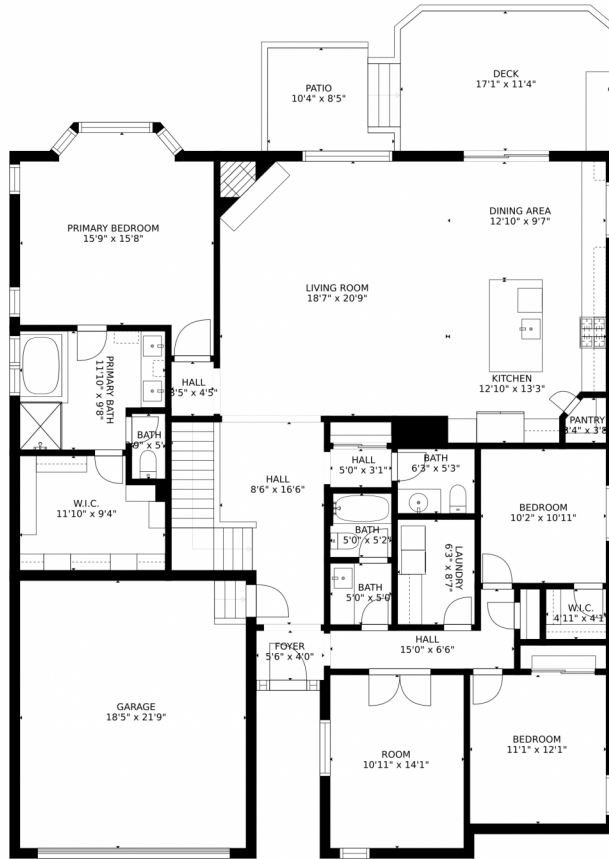 DECK
17'1" x 11'4"
PATIO
10'4" x 8'5"
DINING AREA
12'10" x 9'7"
PRIMARY BEDROOM
15'9" x 15'8"
LIVING ROOM
18'7" x 20'9"
KITCHEN
12'10" x 13'3"
HALL
PRIMARY BATH
11'10" x 9'8"
PANTRY
BATH
HALL
5'0" x 3'1"
BATH
6'3" x 5'3"
HALL
8'6" x 16'6"
W.I.C.
11'10" x 9'4"
BEDROOM
10'2" x 10'11"
BATH
5'0" x 5'2"
LAUNDRY
6'3" x 8'7"
BATH
5'0" x 5'0"
W.I.C.
4'11" x 4'1"
FOYER
5'6" x 4'0"
HALL
15'0" x 6'6"
GARAGE
18'5" x 21'9"
ROOM
10'11" x 14'1"
BEDROOM
11'1" x 12'1"